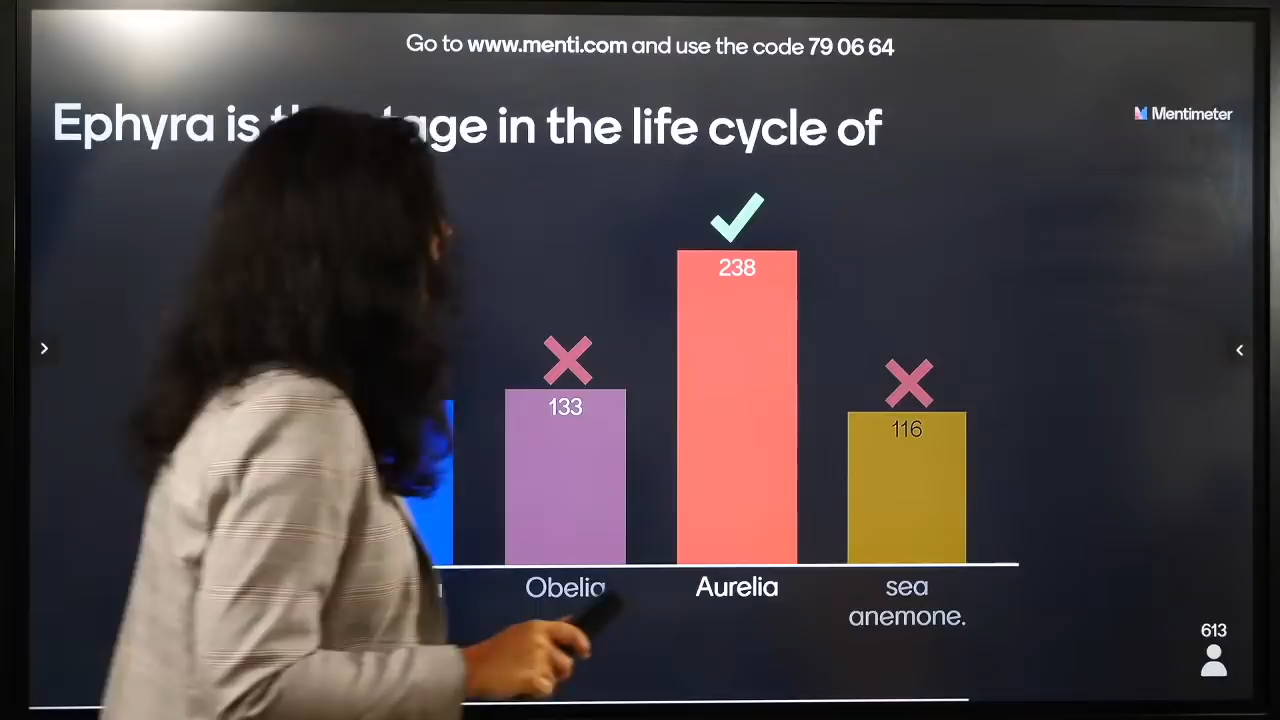 Go to www.menti.com and use the code 79 06 64
Ephyra is in the life cycle of
Mentimeter
238
133
116
Obelia
Aurelia
sea
anemone.
613